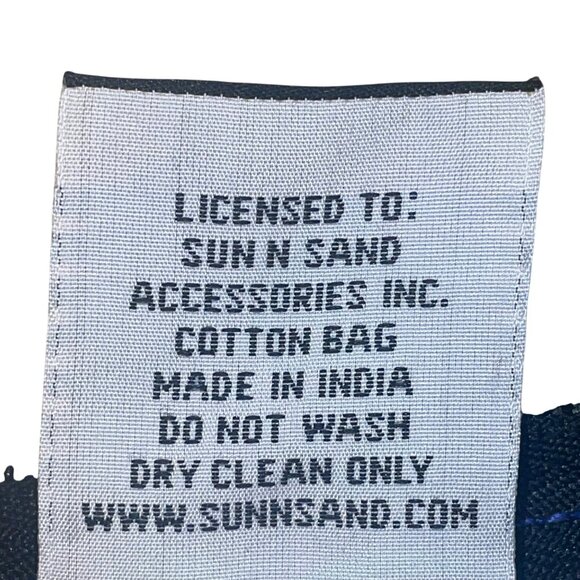 LICENSED TO:
SUN N SAND
ACCESSORIES INC.
COTTON BAG
MADE IN INDIA
DO NOT WASH
DRY CLEAN ONLY
WWW.SUNNSAND.COM